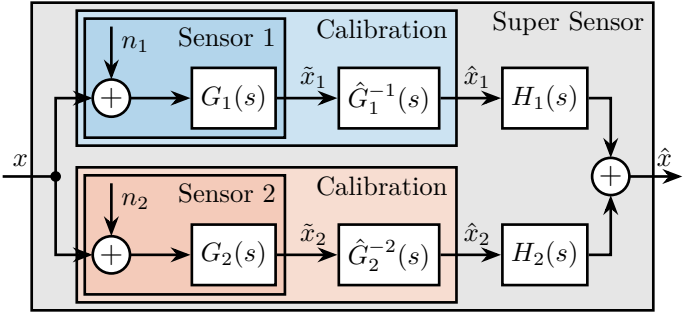 Super Sensor
Calibration
Sensor 1
n₁
+
G₁(s)
x̃₁
Ĝ₁⁻¹(s)
x̂₁
H₁(s)
x
+
x̂
Calibration
Sensor 2
n₂
+
G₂(s)
x̃₂
Ĝ₂⁻²(s)
x̂₂
H₂(s)